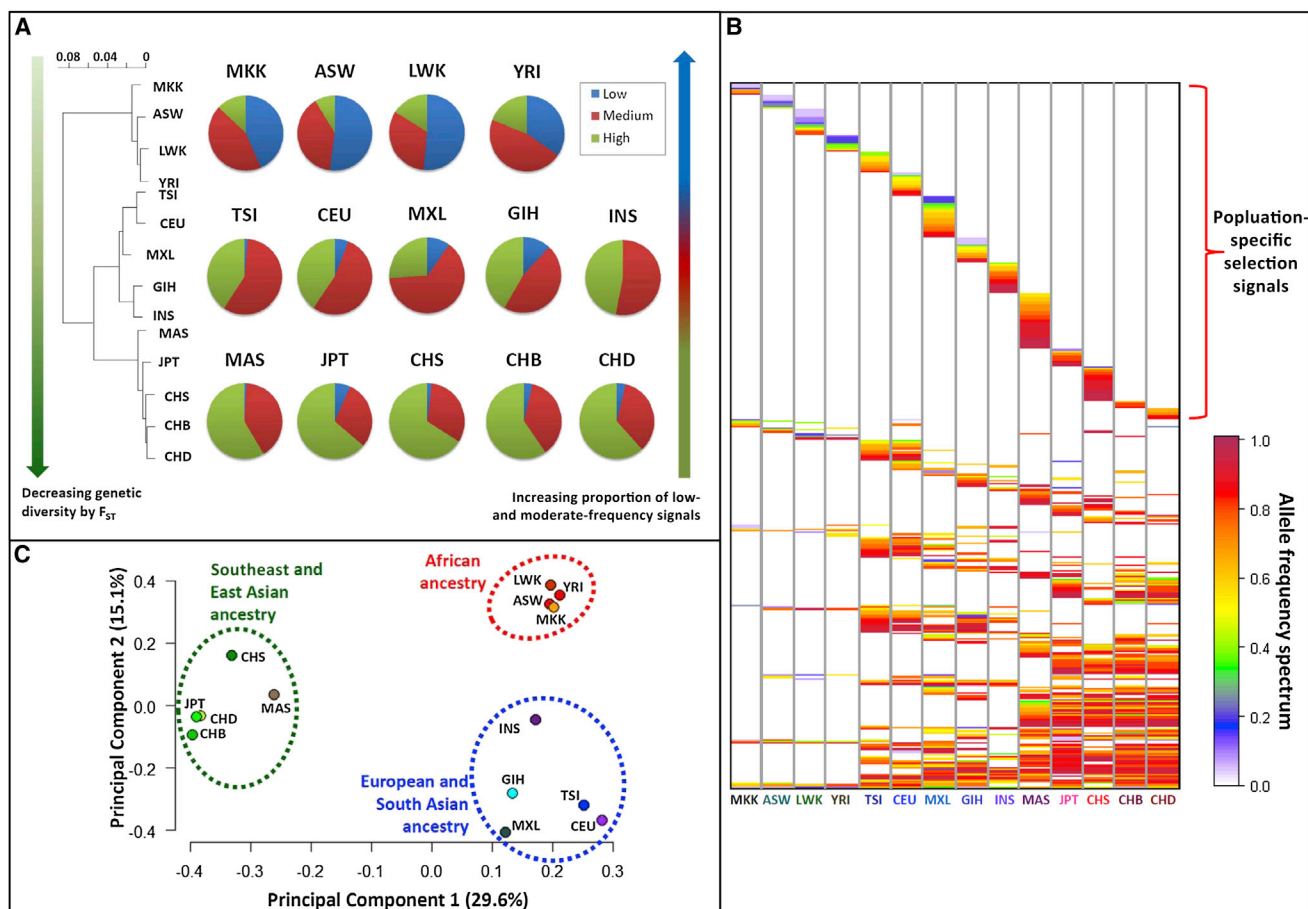 A
0.08 0.04 0
MKK
ASW
LWK
YRI
TSI
CEU
MXL
GIH
INS
MAS
JPT
CHS
CHB
CHD
MKK ASW LWK YRI
Low
Medium
High
TSI CEU MXL GIH INS
MAS JPT CHS CHB CHD
Decreasing genetic
diversity by FST
Increasing proportion of low-
and moderate-frequency signals
B
Popluation-
specific
selection
signals
1.0
0.8
0.6
0.4
0.2
0.0
Allele frequency spectrum
MKK ASW LWK YRI TSI CEU MXL GIH INS MAS JPT CHS CHB CHD
C
Southeast and
East Asian
ancestry
African
ancestry
European and
South Asian
ancestry
LWK
YRI
ASW
MKK
CHS
MAS
JPT
CHD
CHB
INS
GIH
TSI
MXL
CEU
0.4
0.2
0.0
-0.2
-0.4
Principal Component 2 (15.1%)
-0.4 -0.3 -0.2 -0.1 0.0 0.1 0.2 0.3
Principal Component 1 (29.6%)